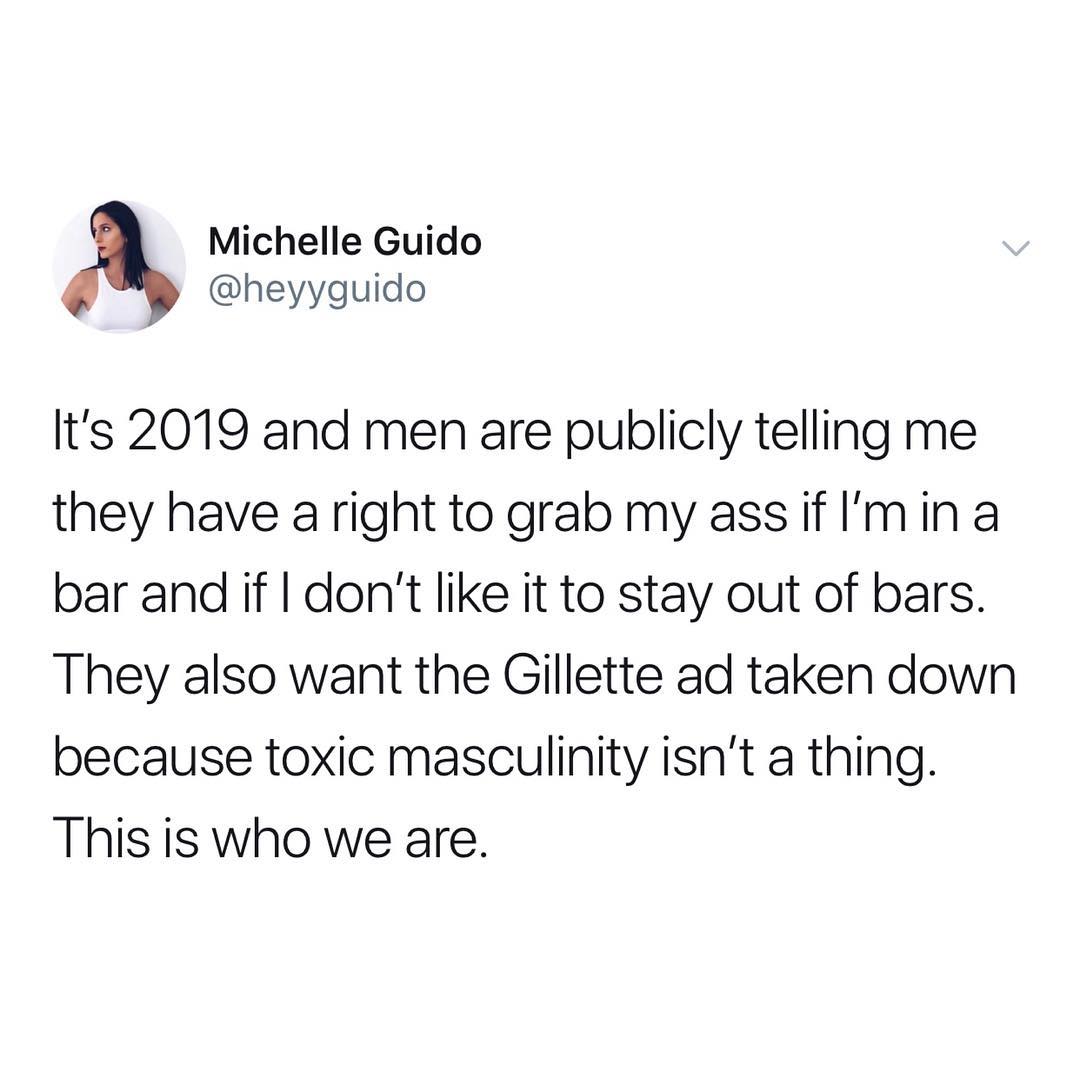 Michelle Guido
@heyyguido
It’s 2019 and men are publicly telling me
they have a right to grab my ass if I’m in a
bar and if I don’t like it to stay out of bars.
They also want the Gillette ad taken down
because toxic masculinity isn’t a thing.
This is who we are.